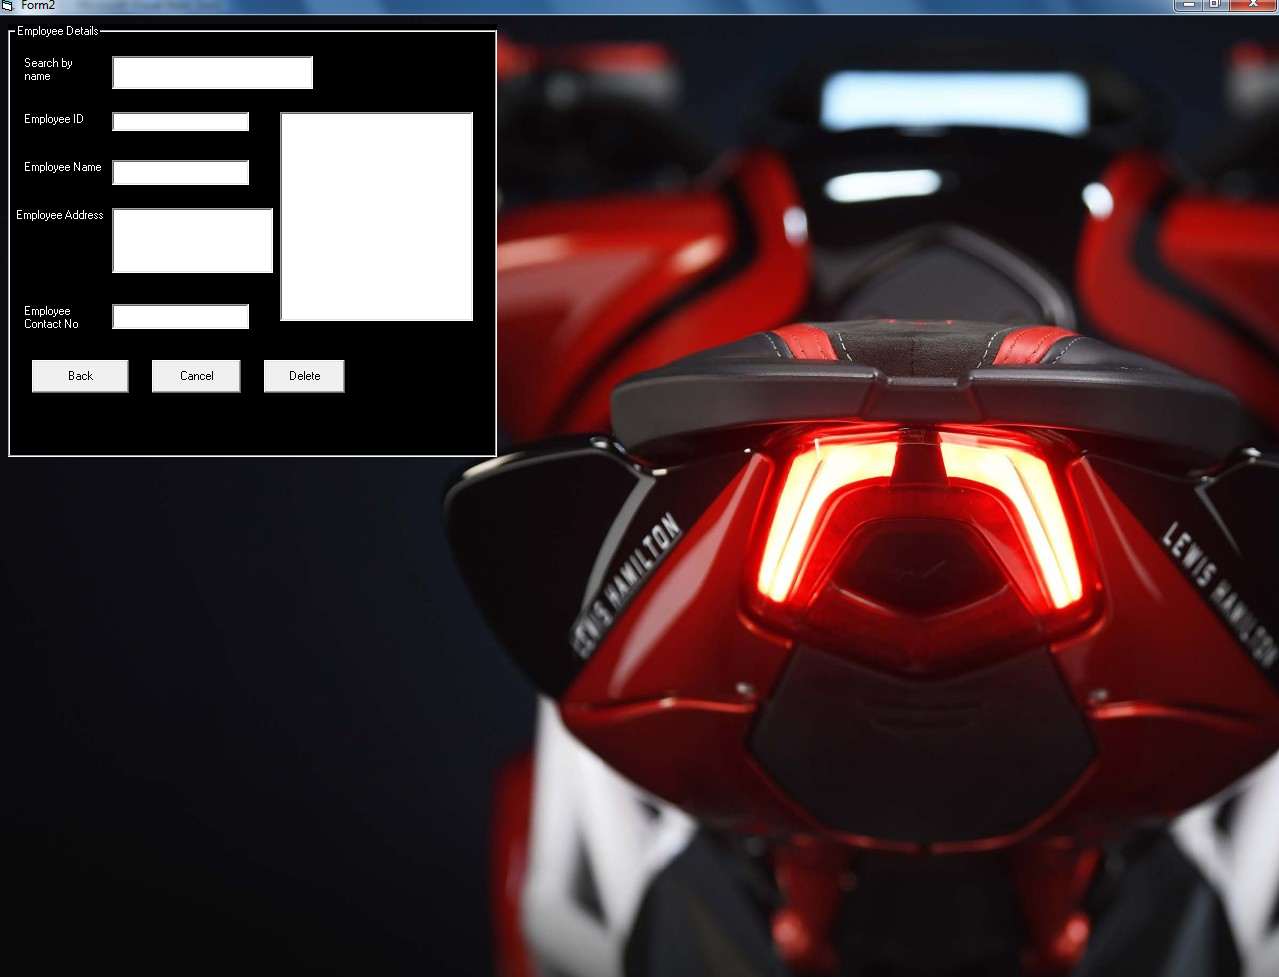 Form2
Employee Details
Search by
name
Employee ID
Employee Name
Employee Address
Employee
Contact No
Back
Cancel
Delete
LEWIS HAMILTON
LEWIS HAMILTON